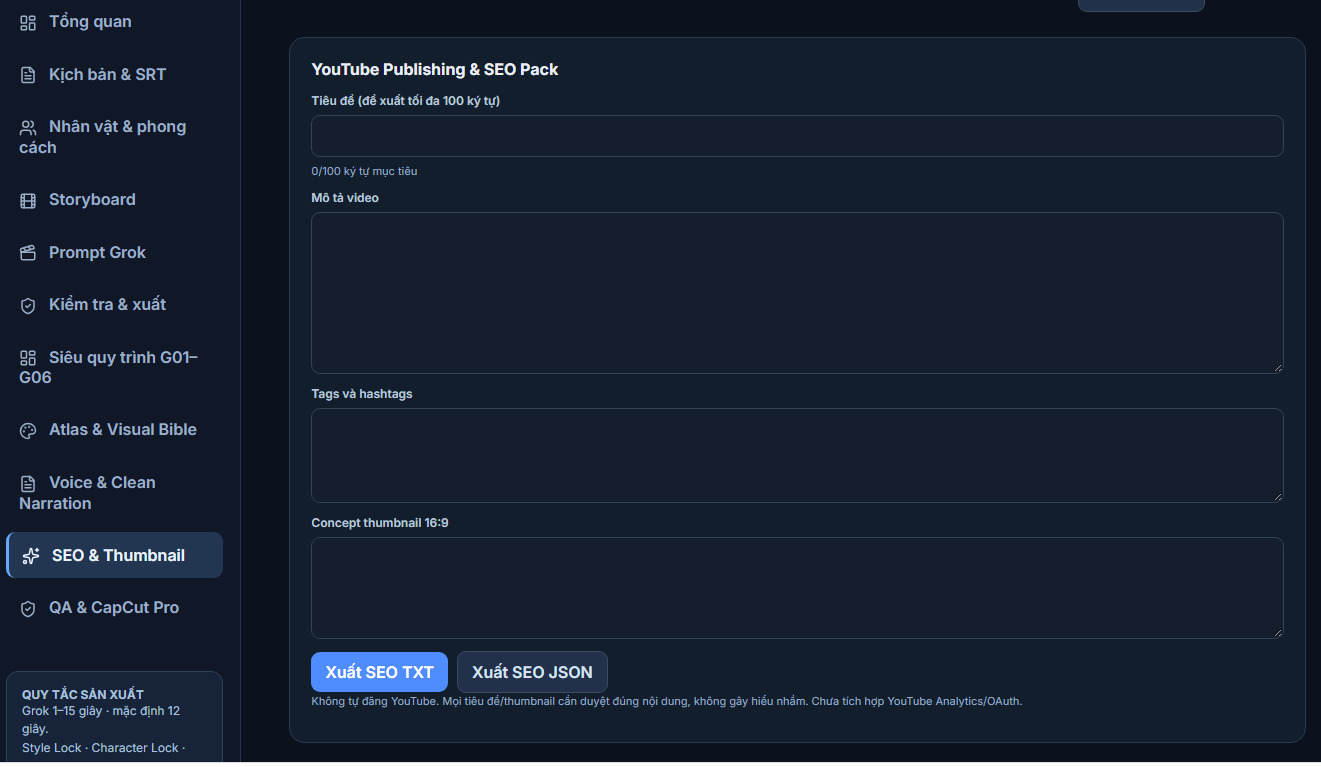 Tổng quan
Kịch bản & SRT
Nhân vật & phong
cách
Storyboard
Prompt Grok
Kiểm tra & xuất
Siêu quy trình G01–
G06
Atlas & Visual Bible
Voice & Clean
Narration
SEO & Thumbnail
QA & CapCut Pro
QUY TẮC SẢN XUẤT
Grok 1–15 giây · mặc định 12
giây.
Style Lock · Character Lock ·
YouTube Publishing & SEO Pack
Tiêu đề (đề xuất tối đa 100 ký tự)
0/100 ký tự mục tiêu
Mô tả video
Tags và hashtags
Concept thumbnail 16:9
Xuất SEO TXT
Xuất SEO JSON
Không tự đăng YouTube. Mọi tiêu đề/thumbnail cần duyệt đúng nội dung, không gây hiểu nhầm. Chưa tích hợp YouTube Analytics/OAuth.